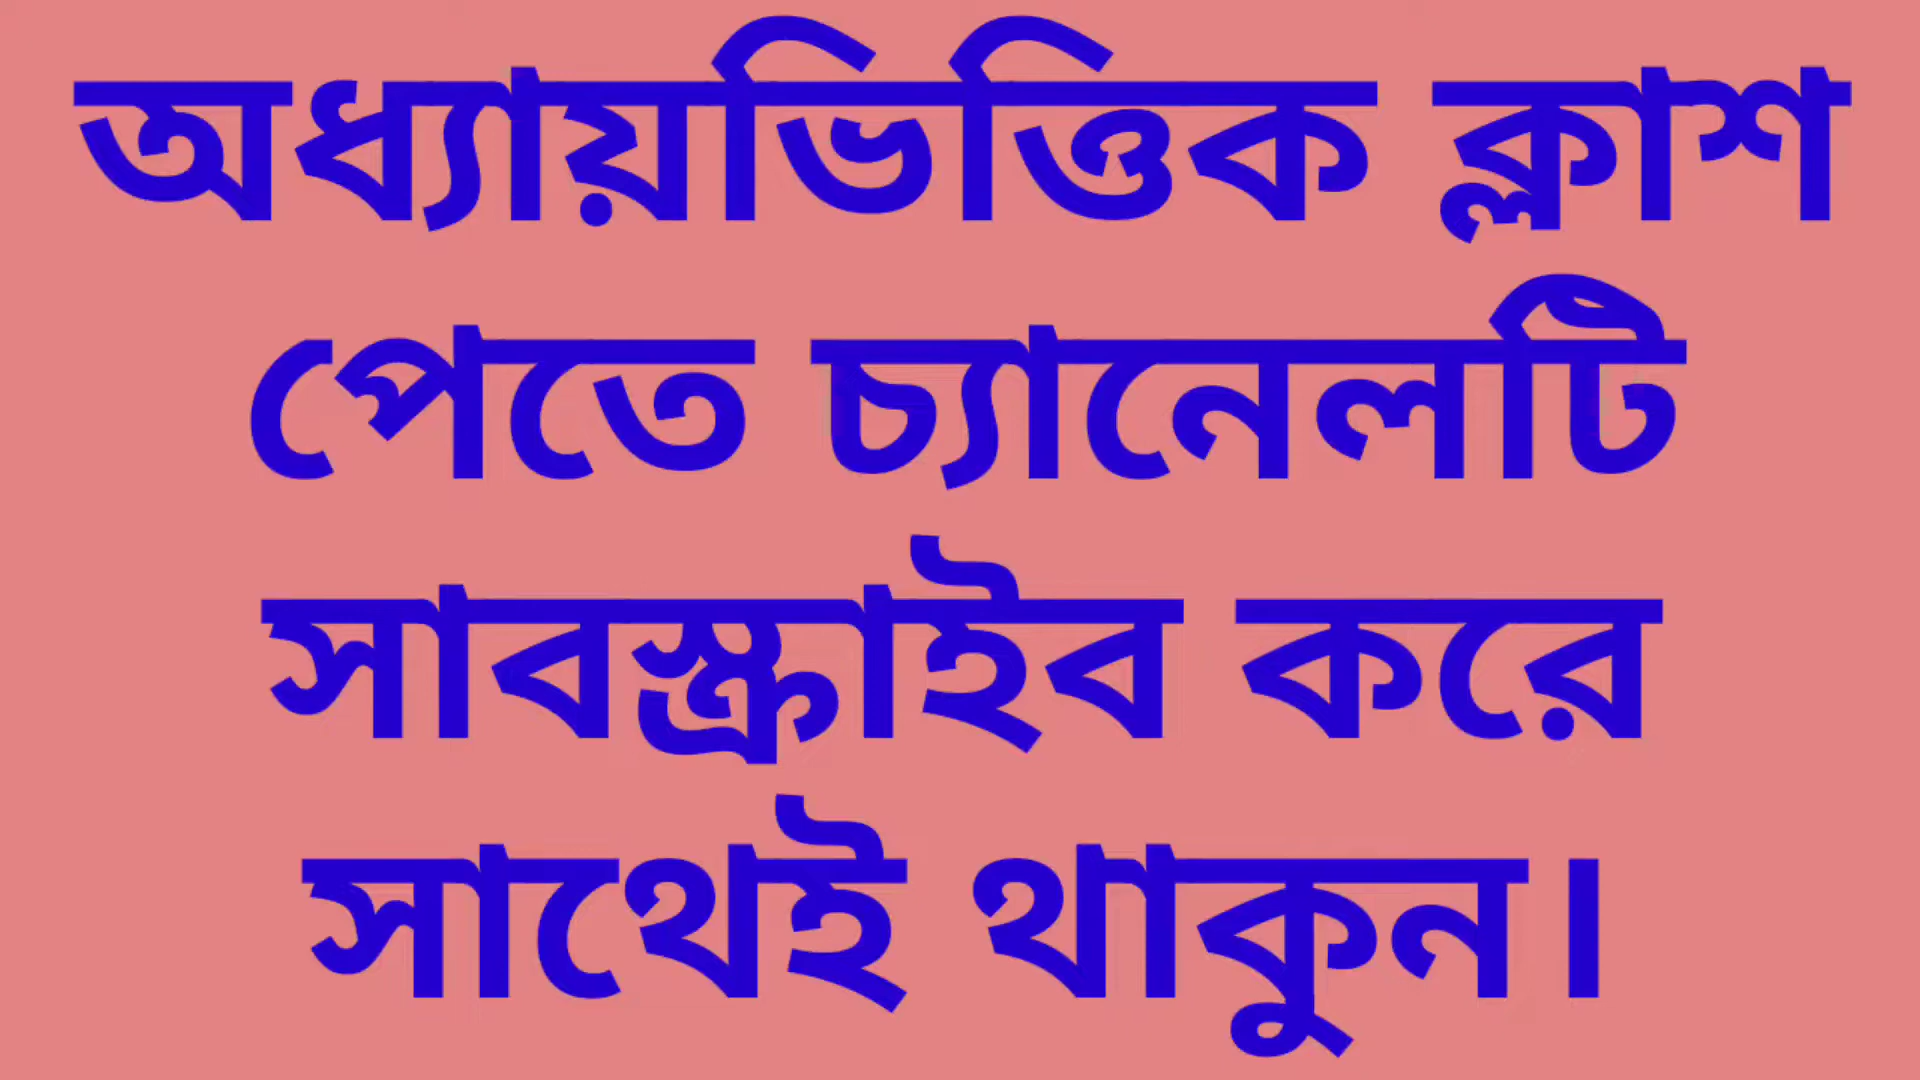 অধ্যায়ভিত্তিক ক্লাশ
পেতে চ্যানেলটি
সাবস্ক্রাইব করে
সাথেই থাকুন।